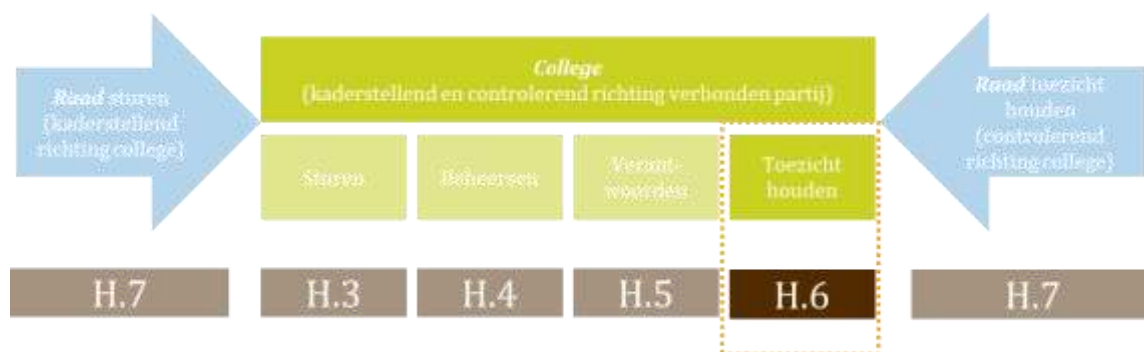 College
(kaderstellend en controlerend richting verbonden partij)
Raad sturen
(kaderstellend
richting college)
Raad toezicht
houden
(controlerend
richting college)
Sturen
Beheersen
Verant-
woorden
Toezicht
houden
H.7
H.3
H.4
H.5
H.6
H.7